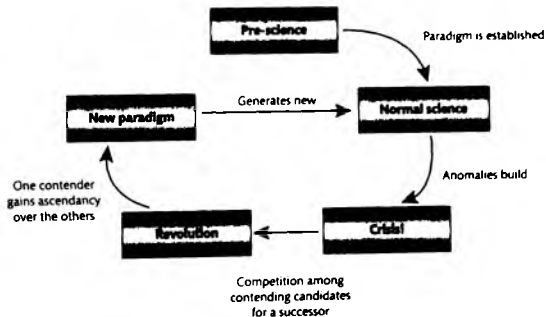 Pre-science
Paradigm is established
New paradigm
Generates new
Normal science
Anomalies build
One contender
gains ascendancy
over the others
Revolution
Crisis!
Competition among
contending candidates
for a successor